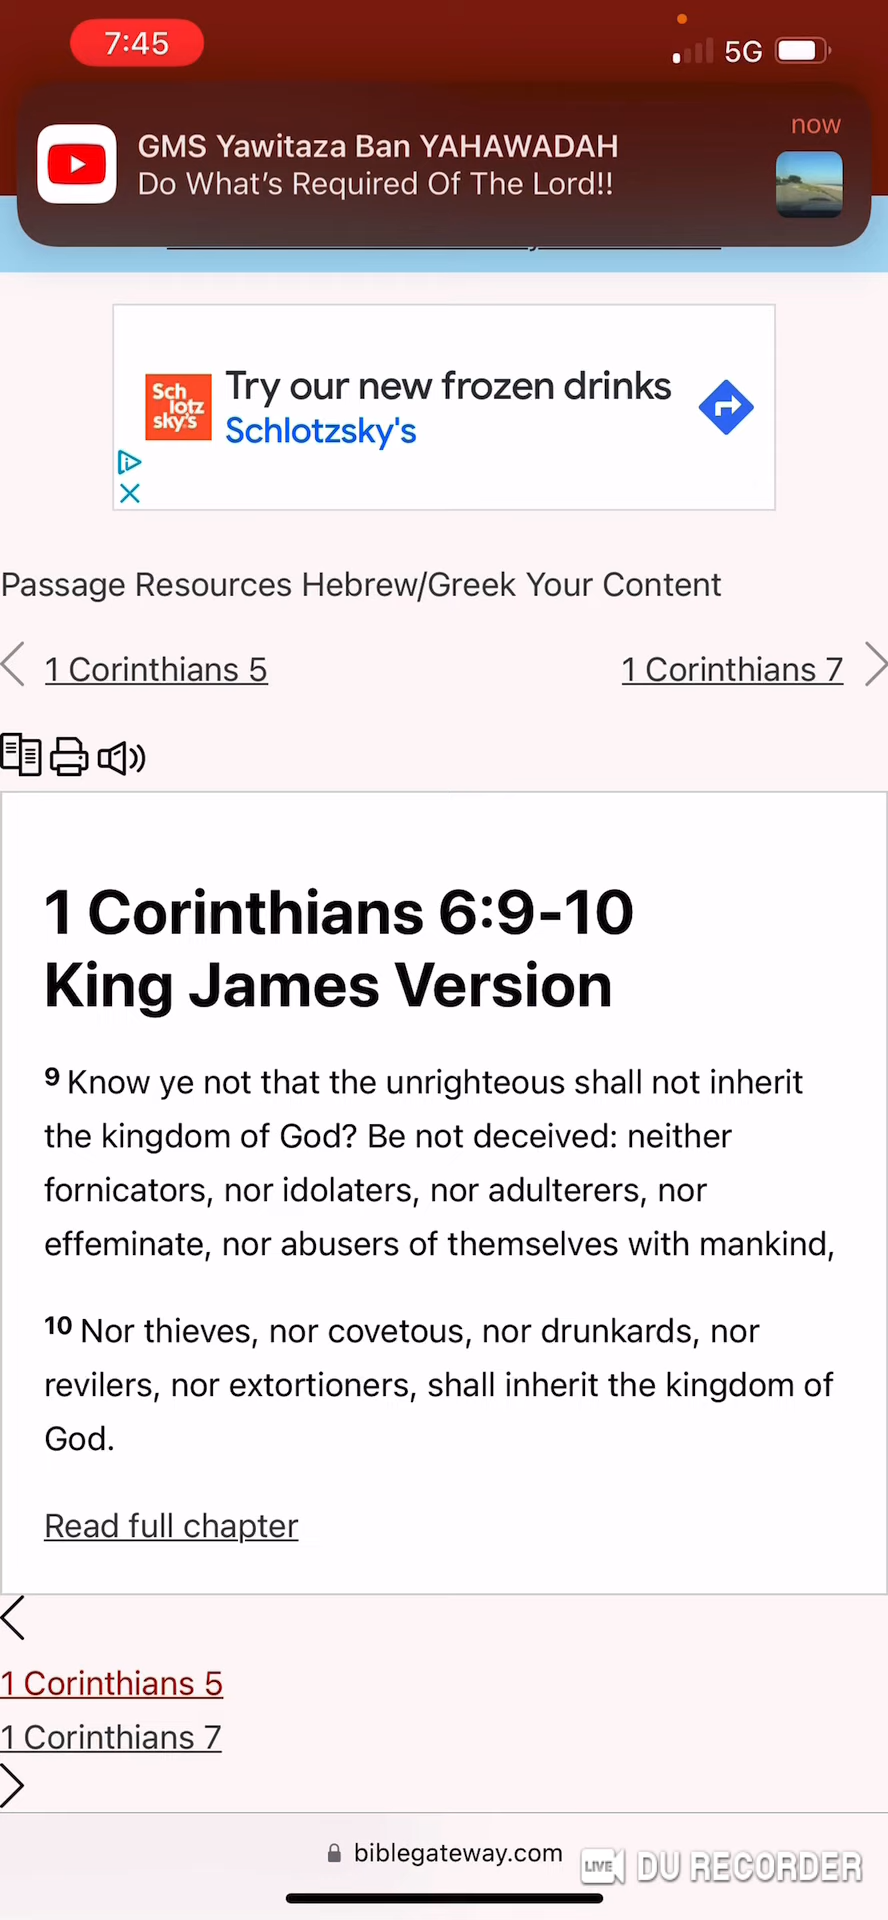 7:45
5G
GMS Yawitaza Ban YAHAWADAH
now
Do What's Required Of The Lord!!
Sch
lotz
sky's
Try our new frozen drinks
Schlotzsky's
Passage Resources Hebrew/Greek Your Content
1 Corinthians 5
1 Corinthians 7
1 Corinthians 6:9-10
King James Version
9 Know ye not that the unrighteous shall not inherit
the kingdom of God? Be not deceived: neither
fornicators, nor idolaters, nor adulterers, nor
effeminate, nor abusers of themselves with mankind,
10 Nor thieves, nor covetous, nor drunkards, nor
revilers, nor extortioners, shall inherit the kingdom of
God.
Read full chapter
1 Corinthians 5
1 Corinthians 7
biblegateway.com
LIVE DU RECORDER